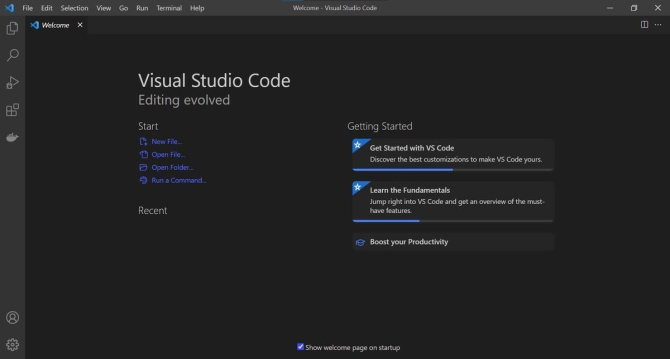 File Edit Selection View Go Run Terminal Help Welcome - Visual Studio Code
Welcome
Visual Studio Code
Editing evolved
Start
New File...
Open File...
Open Folder...
Run a Command...
Recent
Getting Started
Get Started with VS Code
Discover the best customizations to make VS Code yours.
Learn the Fundamentals
Jump right into VS Code and get an overview of the must-
have features.
Boost your Productivity
Show welcome page on startup